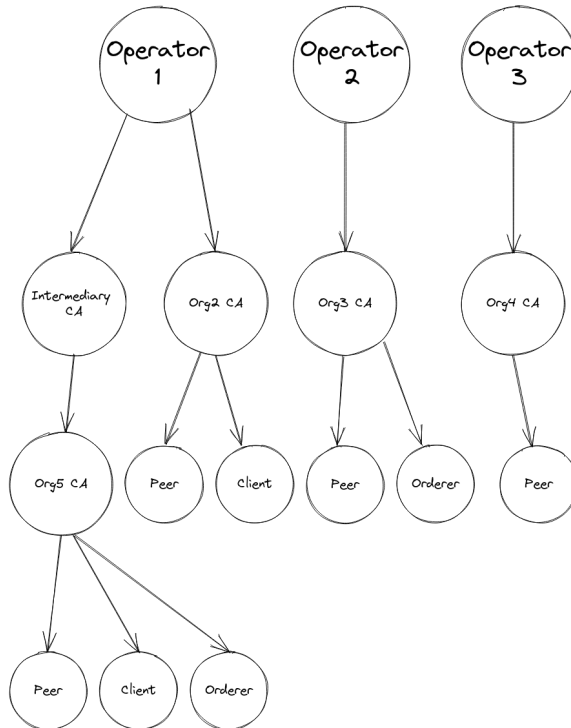 Operator
1
Operator
2
Operator
3
Intermediary
CA
Org2 CA
Org3 CA
Org4 CA
Org5 CA
Peer
Client
Peer
Orderer
Peer
Peer
Client
Orderer